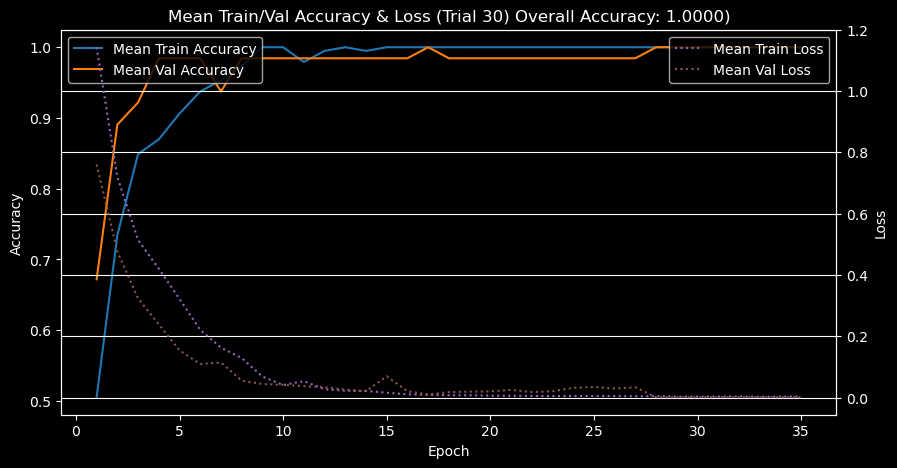 Mean Train/Val Accuracy & Loss (Trial 30) Overall Accuracy: 1.0000)
Mean Train Accuracy
Mean Val Accuracy
Mean Train Loss
Mean Val Loss
1.0
0.9
0.8
0.7
0.6
0.5
Accuracy
1.2
1.0
0.8
0.6
0.4
0.2
0.0
Loss
0 5 10 15 20 25 30 35
Epoch